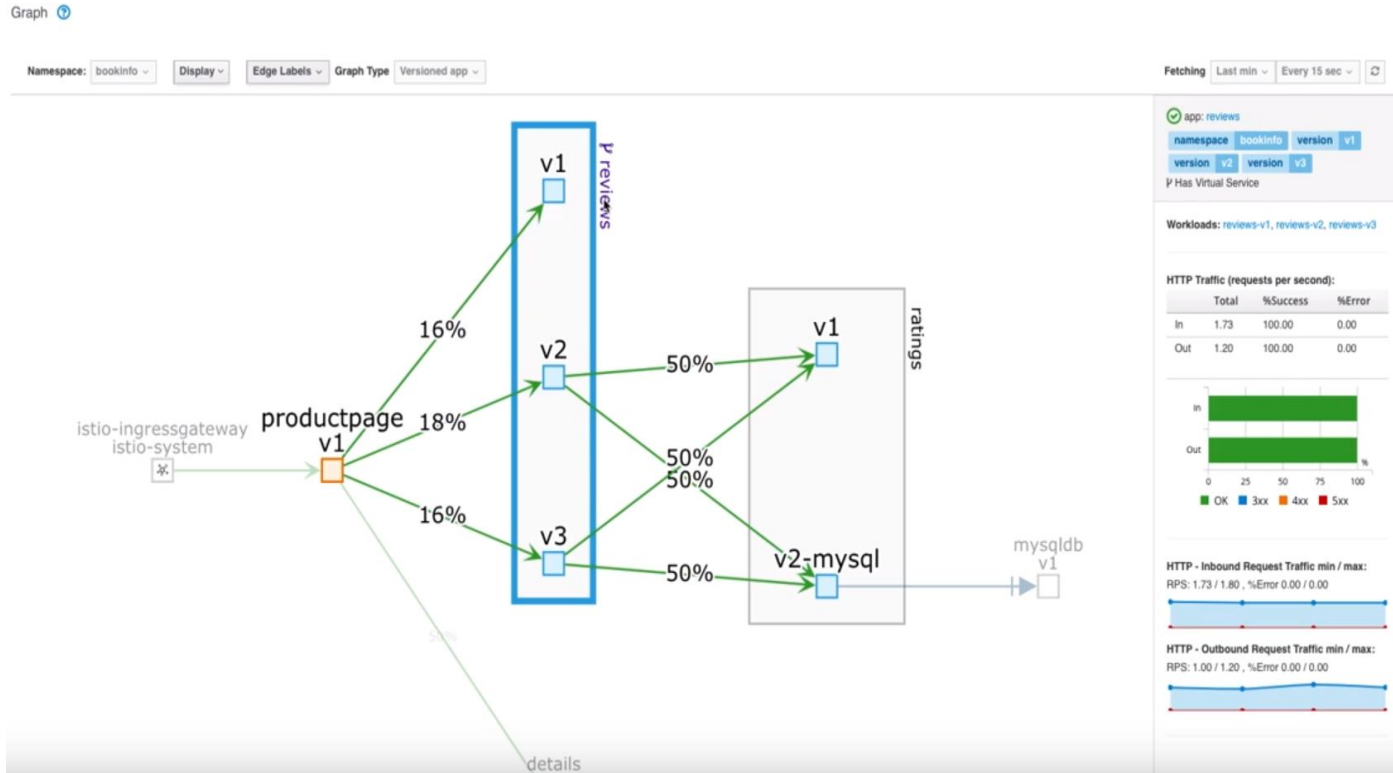 Graph
Namespace: bookinfo Display Edge Labels Graph Type Versioned app Fetching Last min Every 15 sec
app: reviews
namespace bookinfo version v1
version v2 version v3
Has Virtual Service
Workloads: reviews-v1, reviews-v2, reviews-v3
HTTP Traffic (requests per second):
Total %Success %Error
In 1.73 100.00 0.00
Out 1.20 100.00 0.00
In
Out
%
0 25 50 75 100
OK 3xx 4xx 5xx
HTTP - Inbound Request Traffic min / max:
RPS: 1.73 / 1.80 , %Error 0.00 / 0.00
HTTP - Outbound Request Traffic min / max:
RPS: 1.00 / 1.20 , %Error 0.00 / 0.00
istio-ingressgateway
istio-system
productpage
v1
16%
18%
16%
50%
reviews
v1
v2
v3
50%
50%
50%
50%
ratings
v1
v2-mysql
mysqldb
v1
details